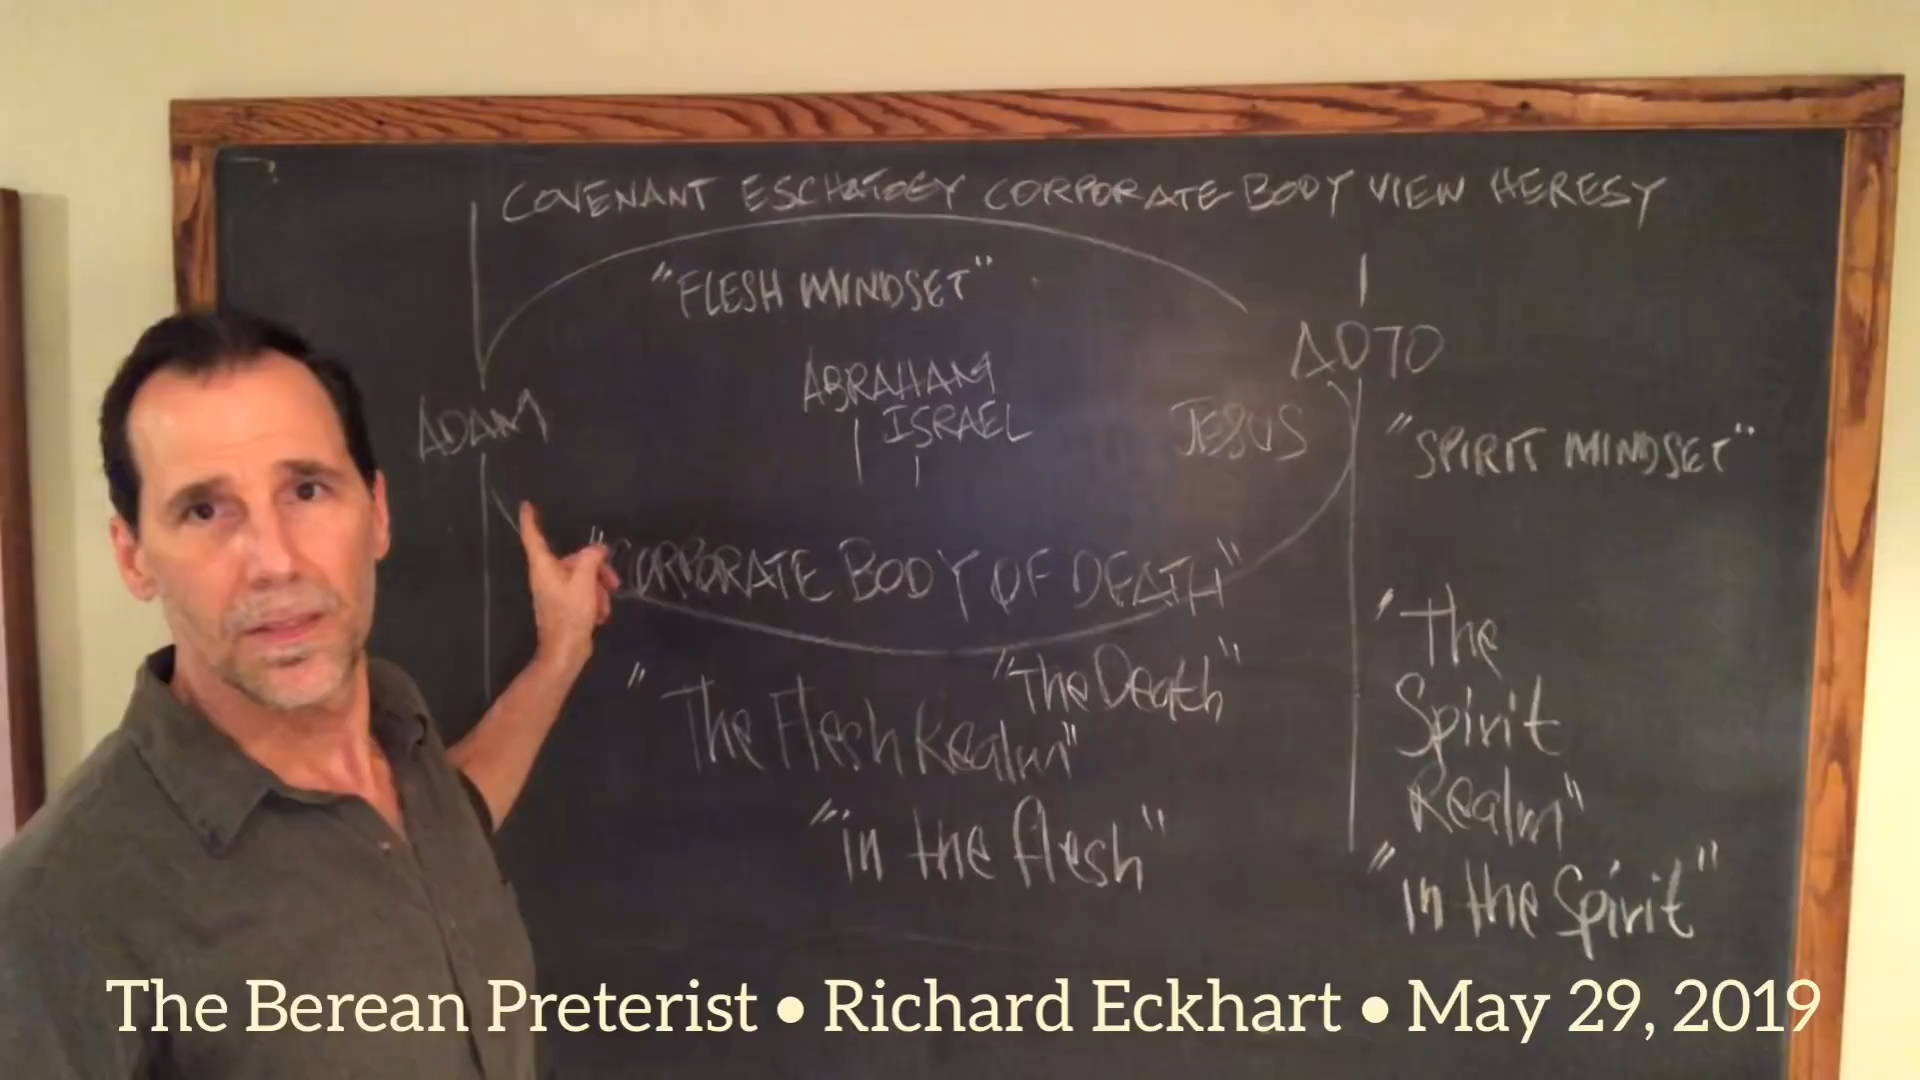 COVENANT ESCHATOLOGY CORPORATE BODY VIEW HERESY
"FLESH MINDSET"
ABRAHAM
ISRAEL
ADAM
JESUS
AD70
"SPIRIT MINDSET"
"CORPORATE BODY OF DEATH"
"The Death"
"The Flesh Realm"
"in the flesh"
"The
Spirit
Realm"
"in the Spirit"
The Berean Preterist • Richard Eckhart • May 29, 2019